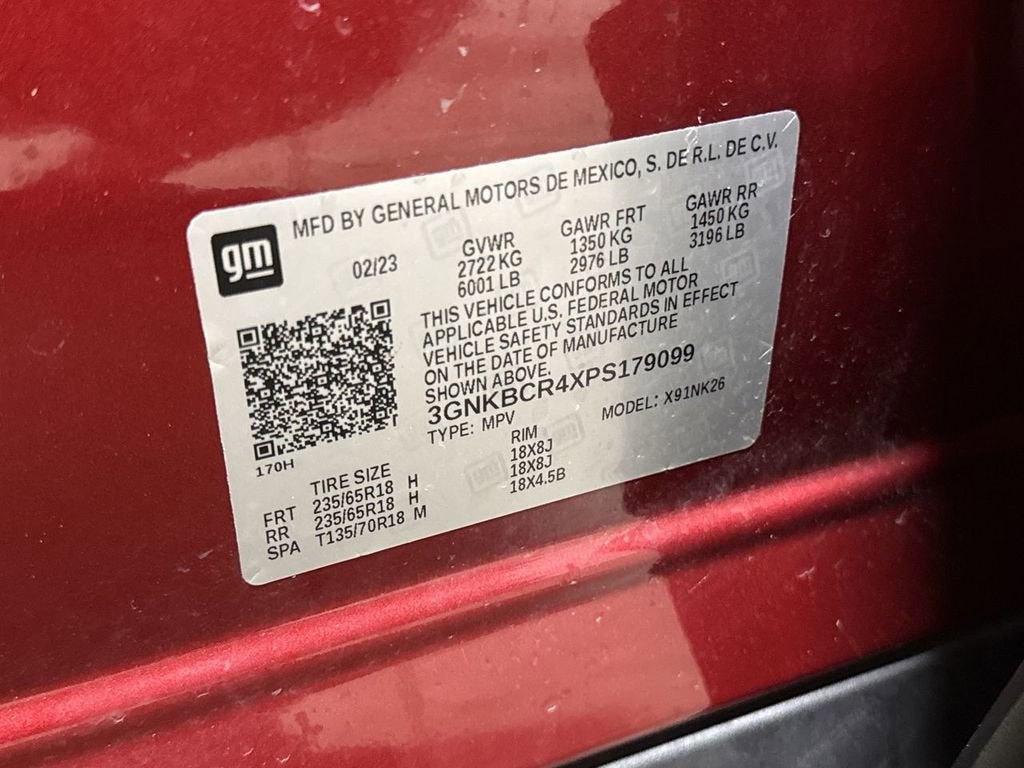 MFD BY GENERAL MOTORS DE MEXICO, S. DE R.L. DE C.V.
gm
02/23
GVWR GAWR FRT GAWR RR
2722 KG 1350 KG 1450 KG
6001 LB 2976 LB 3196 LB
THIS VEHICLE CONFORMS TO ALL
APPLICABLE U.S. FEDERAL MOTOR
VEHICLE SAFETY STANDARDS IN EFFECT
ON THE DATE OF MANUFACTURE
SHOWN ABOVE.
3GNKBCR4XPS179099
TYPE: MPV MODEL: X91NK26
170H
TIRE SIZE RIM
FRT 235/65R18 H 18X8J
RR 235/65R18 H 18X8J
SPA T135/70R18 M 18X4.5B